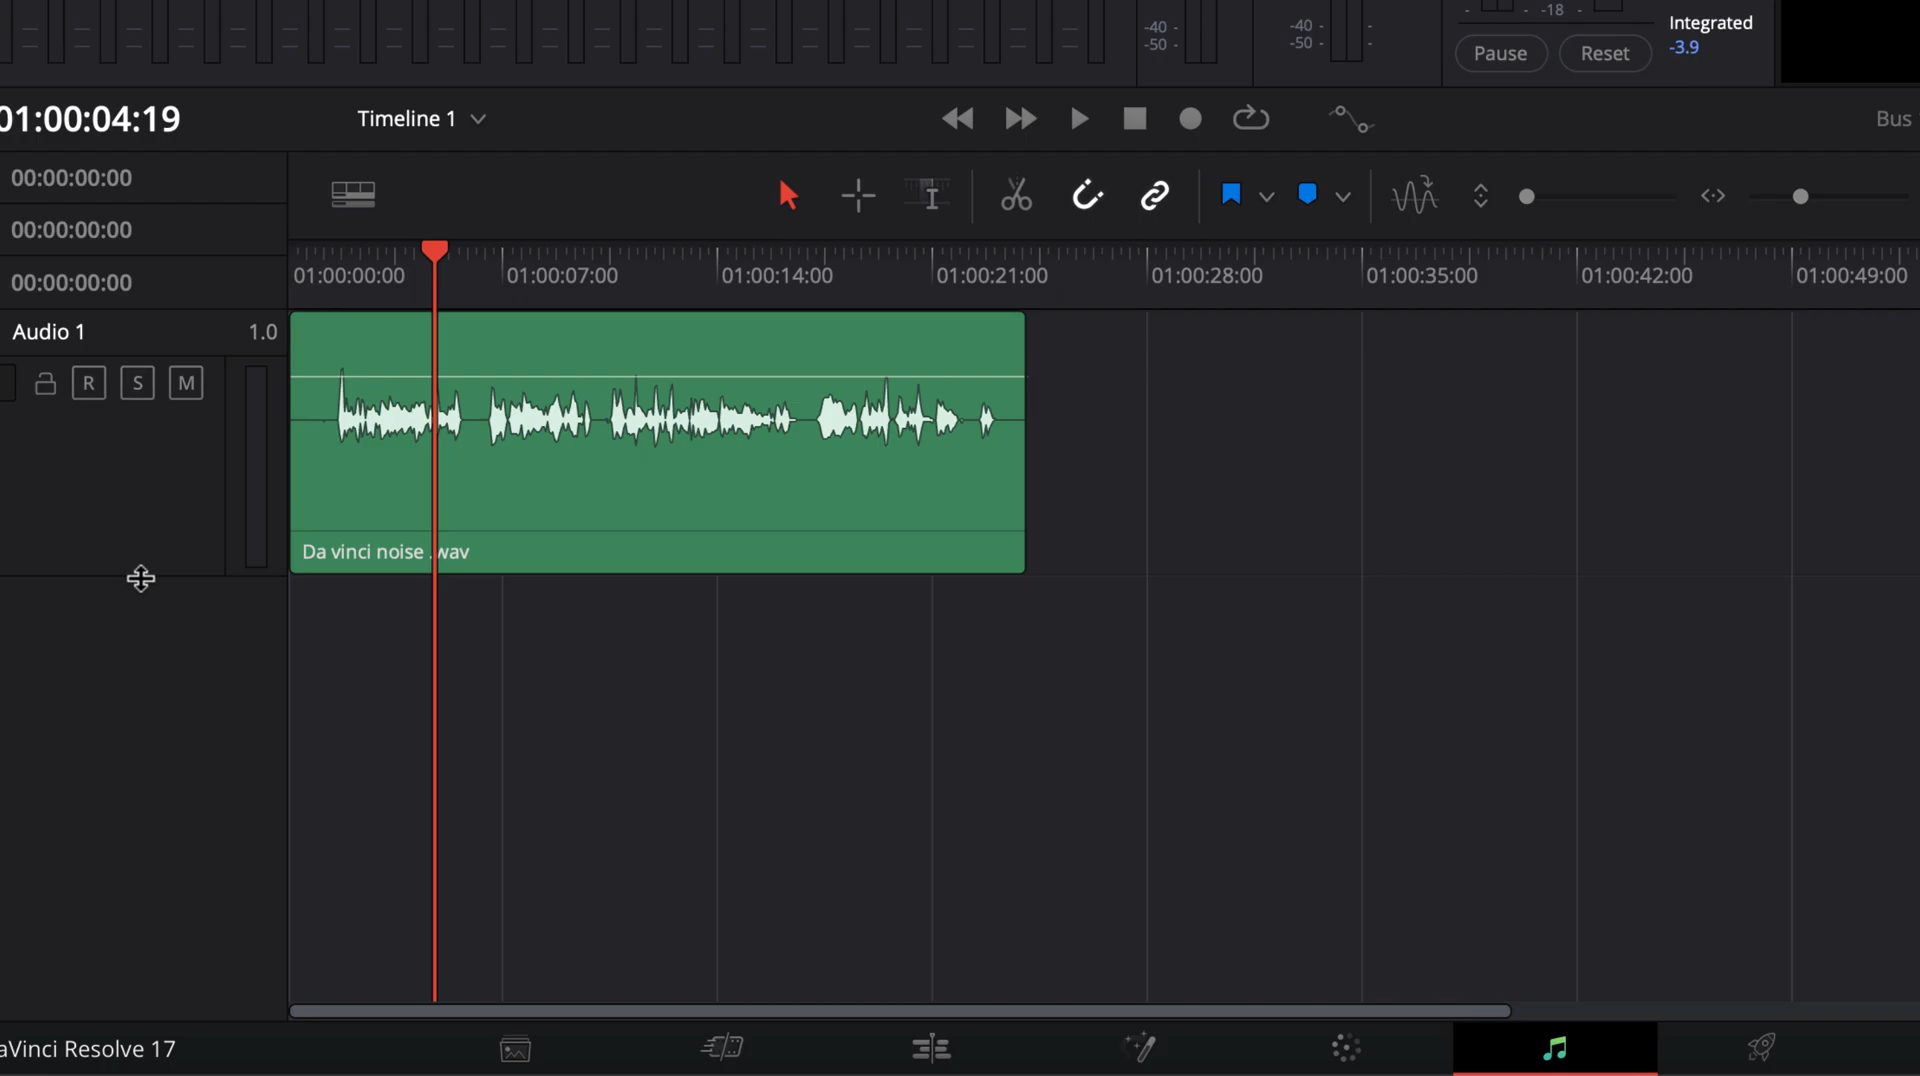 -40 -
-50 -
-40 -
-50 -
- -18 -
Integrated
-3.9
Pause
Reset
01:00:04:19
Timeline 1
Bus
00:00:00:00
00:00:00:00
00:00:00:00
01:00:00:00
01:00:07:00
01:00:14:00
01:00:21:00
01:00:28:00
01:00:35:00
01:00:42:00
01:00:49:00
Audio 1
1.0
R
S
M
Da vinci noise .wav
aVinci Resolve 17